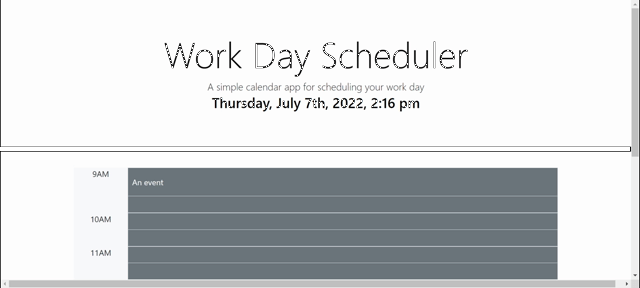 Work Day Scheduler
A simple calendar app for scheduling your work day
Thursday, July 7th, 2022, 2:16 pm
9AM
An event
10AM
11AM